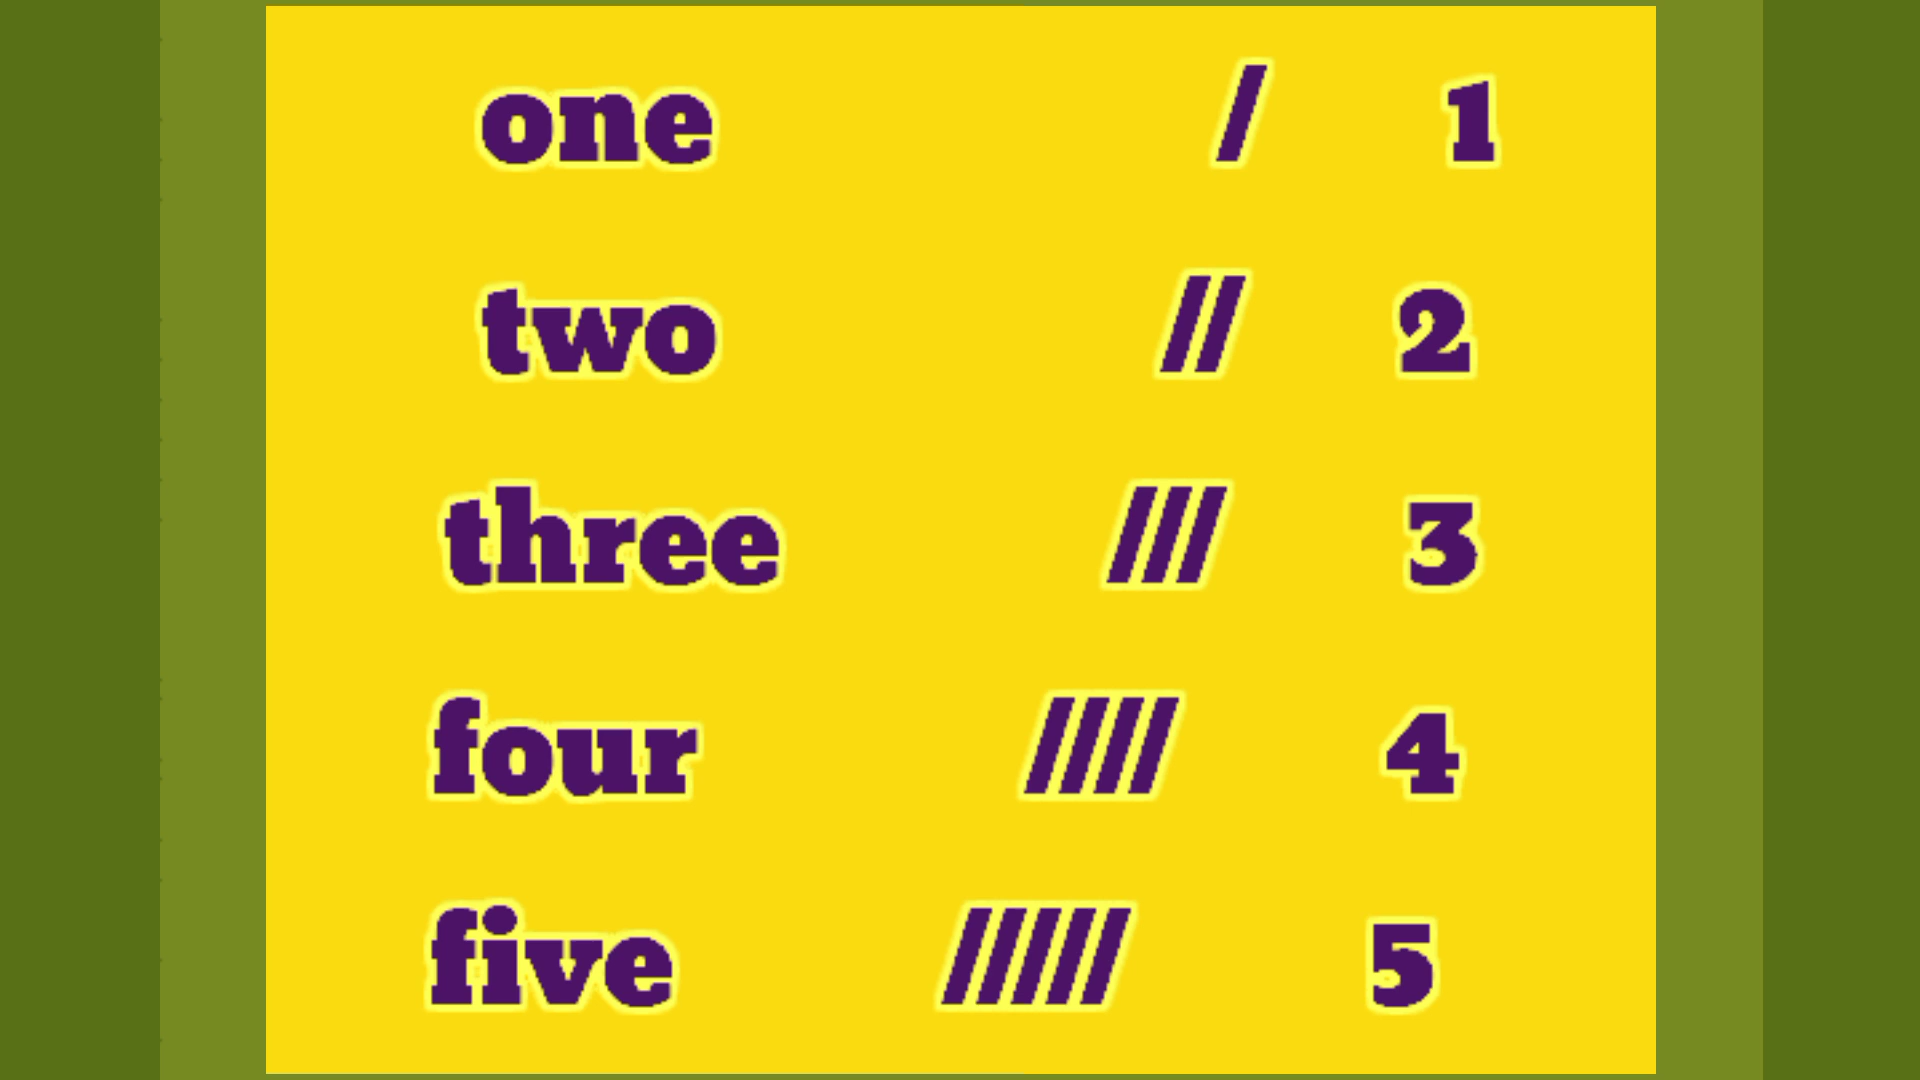 one / 1
two // 2
three /// 3
four //// 4
five ///// 5